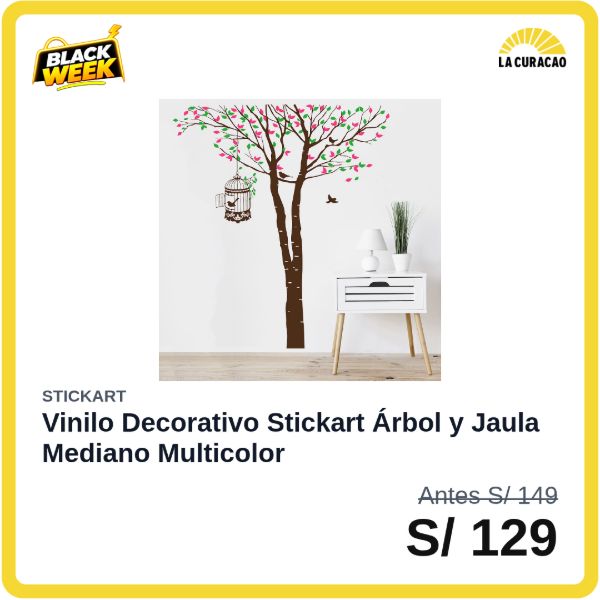 BLACK
WEEK
LA CURACAO
STICKART
Vinilo Decorativo Stickart Árbol y Jaula
Mediano Multicolor
Antes S/ 149
S/ 129